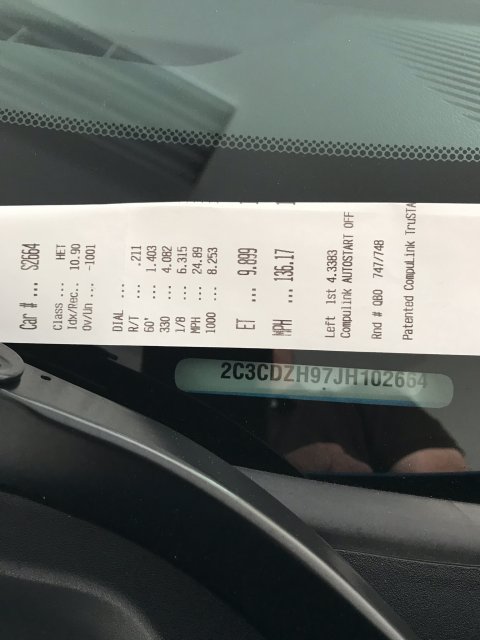 Car # ... S2664
Class ... HET
Idx/Rec.. 10.90
Ov/Un ... -1001
DIAL ...
R/T ... .211
60' ... 1.403
330 ... 4.082
1/8 ... 6.315
MPH ... 24.89
1000 ... 8.253
ET ... 9.899
MPH ... 136.17
Left 1st 4.3383
Compulink AUTOSTART OFF
Rnd # QB0 747/748
Patented CompuLink TruSTA
2C3CDZH97JH102664